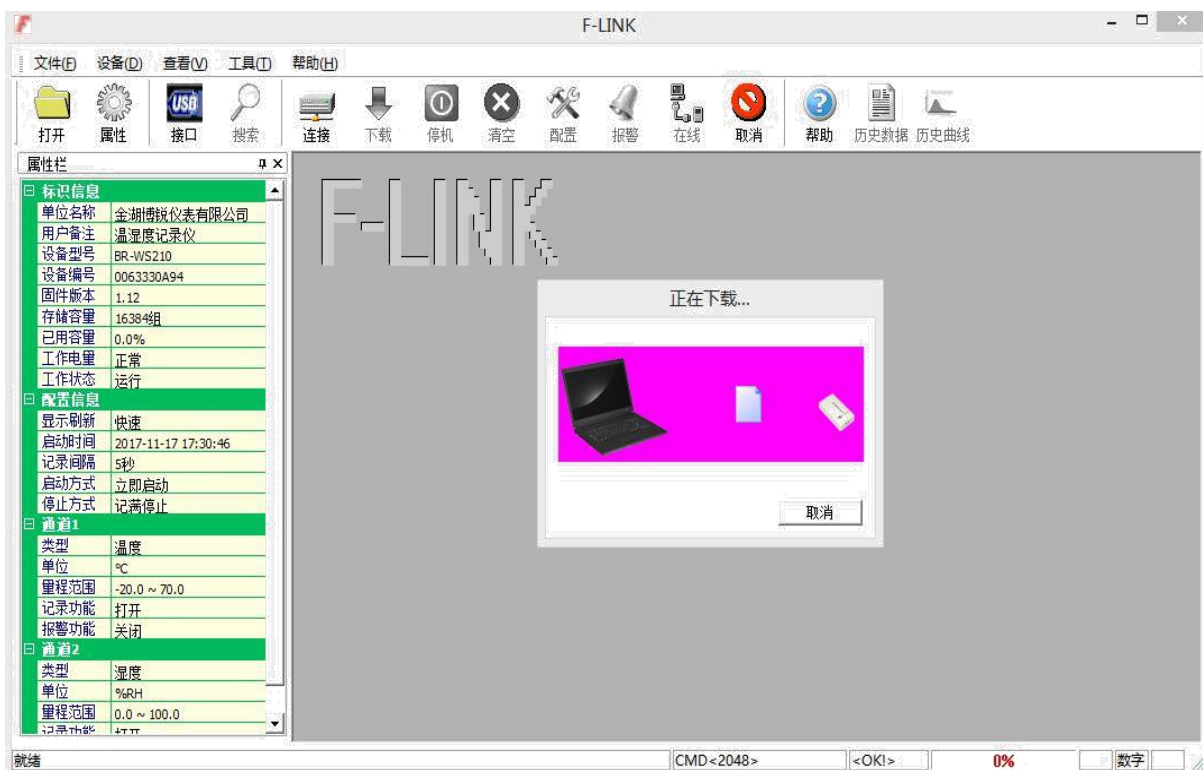 F-LINK
文件(F) 设备(D) 查看(V) 工具(T) 帮助(H)
USB
打开 属性 接口 搜索 连接 下载 停机 清空 配置 报警 在线 取消 帮助 历史数据 历史曲线
属性栏
标识信息
单位名称 金湖博锐仪表有限公司
用户备注 温湿度记录仪
设备型号 BR-WS210
设备编号 0063330A94
固件版本 1.12
存储容量 16384组
已用容量 0.0%
工作电量 正常
工作状态 运行
配置信息
显示刷新 快速
启动时间 2017-11-17 17:30:46
记录间隔 5秒
启动方式 立即启动
停止方式 记满停止
通道1
类型 温度
单位 ℃
量程范围 -20.0 ~ 70.0
记录功能 打开
报警功能 关闭
通道2
类型 湿度
单位 %RH
量程范围 0.0 ~ 100.0
记录功能 打开
F-LINK
正在下载...
取消
就绪 CMD<2048> <OK!> 0% 数字